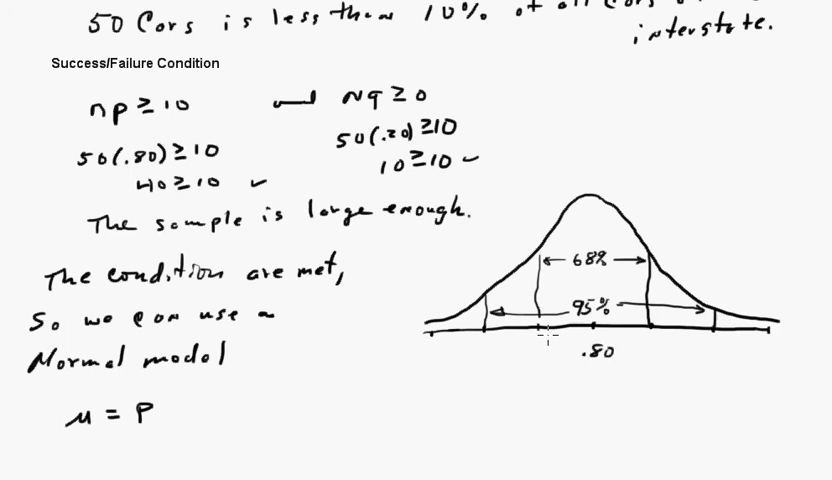 50 Cars is less than 10% of all Cars
interstate.
Success/Failure Condition
np ≥ 10 and nq ≥ 0
50(.80) ≥ 10 50(.20) ≥ 10
40 ≥ 10 ✓ 10 ≥ 10 ✓
The sample is large enough.
The condition are met,
So we can use a
Normal model
68%
95%
.80
μ = P